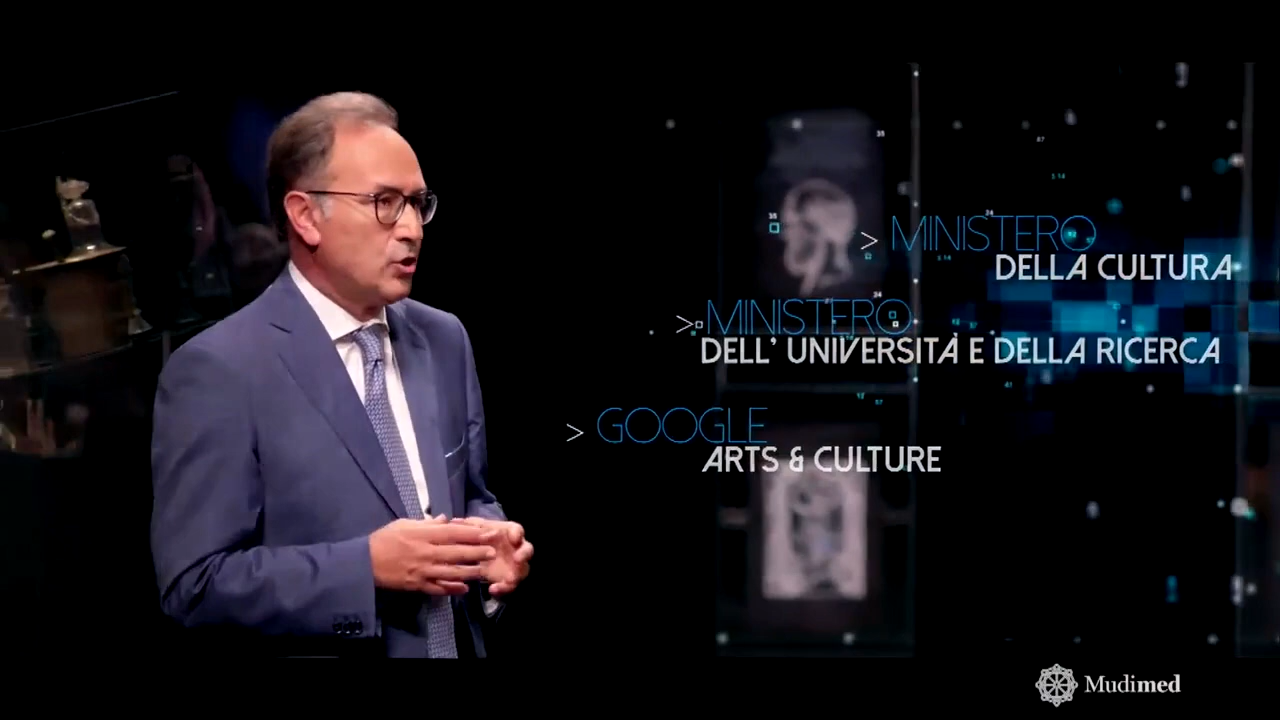 > MINISTERO
DELLA CULTURA
> MINISTERO
DELL' UNIVERSITÀ E DELLA RICERCA
> GOOGLE
ARTS & CULTURE
Mudimed